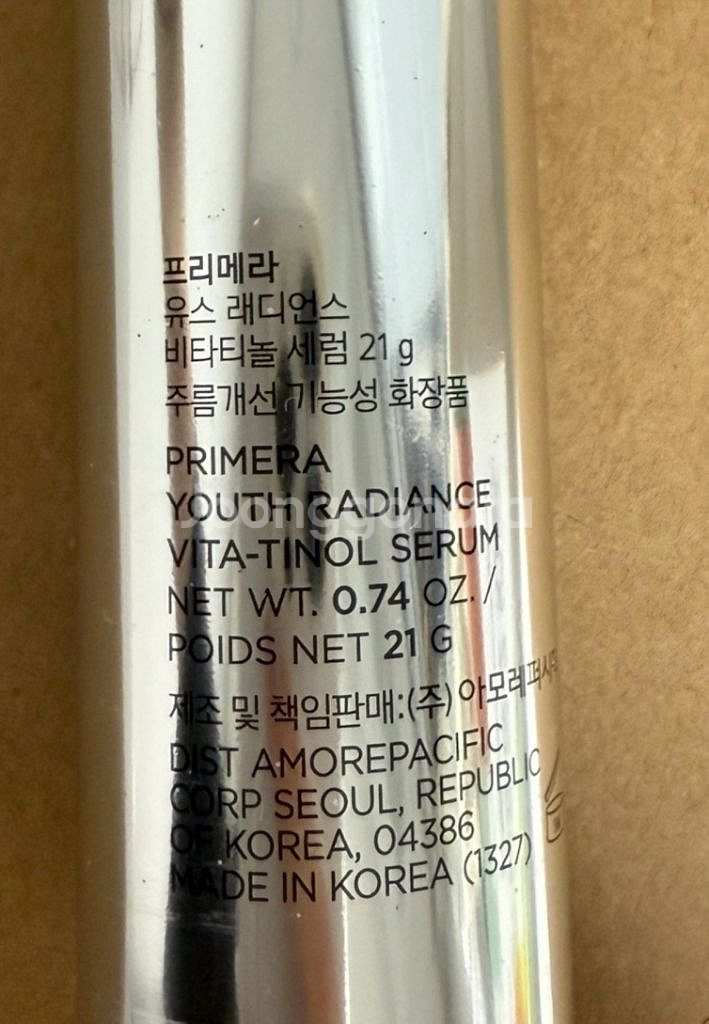 프리메라
유스 래디언스
비타티놀 세럼 21 g
주름개선 기능성 화장품
PRIMERA
YOUTH RADIANCE
VITA-TINOL SERUM
NET WT. 0.74 OZ. /
POIDS NET 21 G
제조 및 책임판매:(주)아모레퍼시픽
DIST AMOREPACIFIC
CORP SEOUL, REPUBLIC
OF KOREA, 04386
MADE IN KOREA (1327)